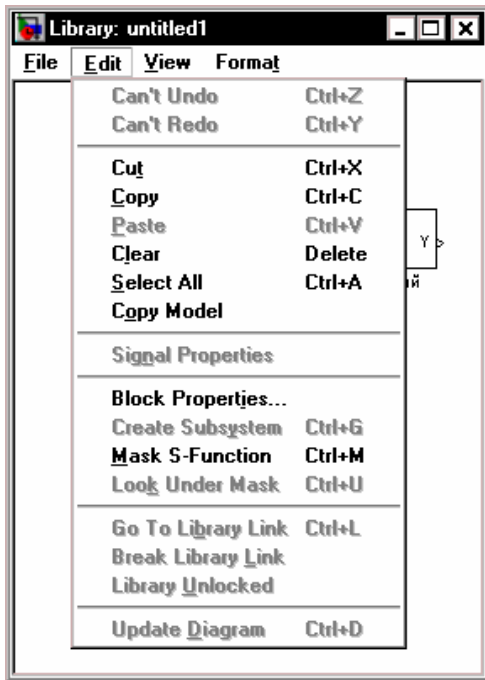 Library: untitled1
File Edit View Format
Can't Undo Ctrl+Z
Can't Redo Ctrl+Y
Cut Ctrl+X
Copy Ctrl+C
Paste Ctrl+V
Clear Delete
Select All Ctrl+A
Copy Model
Signal Properties
Block Properties...
Create Subsystem Ctrl+G
Mask S-Function Ctrl+M
Look Under Mask Ctrl+U
Go To Library Link Ctrl+L
Break Library Link
Library Unlocked
Update Diagram Ctrl+D
Y
ий